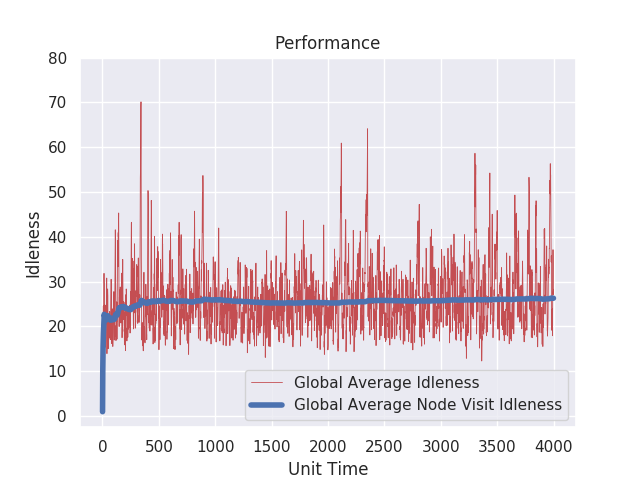 Performance
Idleness
80
70
60
50
40
30
20
10
0
Global Average Idleness
Global Average Node Visit Idleness
0 500 1000 1500 2000 2500 3000 3500 4000
Unit Time